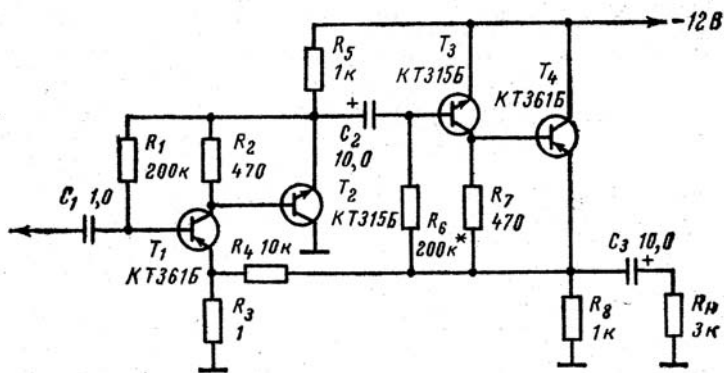 -12В
R5
1к
T3
КТ315Б
T4
КТ361Б
R1
200к
R2
470
+
C2
10,0
T2
КТ315Б
R6
200к*
R7
470
C1 1,0
T1
КТ361Б
R4 10к
C3 10,0
+
R3
1
R8
1к
Rн
3к